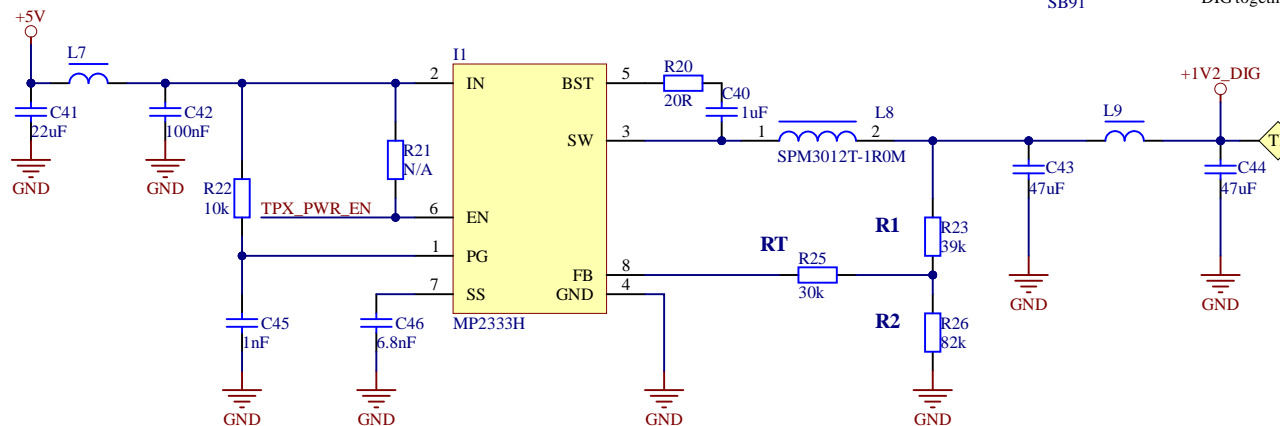 SB91
DIG togeth
+5V
L7
C41
22uF
GND
C42
100nF
GND
R22
10k
R21
N/A
TPX_PWR_EN
C45
1nF
GND
C46
6.8nF
GND
I1
2 IN
6 EN
1 PG
7 SS
BST 5
SW 3
FB 8
GND 4
MP2333H
GND
R20
20R
C40
1uF
1 L8 2
SPM3012T-1R0M
RT
R25
30k
R1
R23
39k
R2
R26
82k
GND
C43
47uF
GND
L9
+1V2_DIG
C44
47uF
GND
T